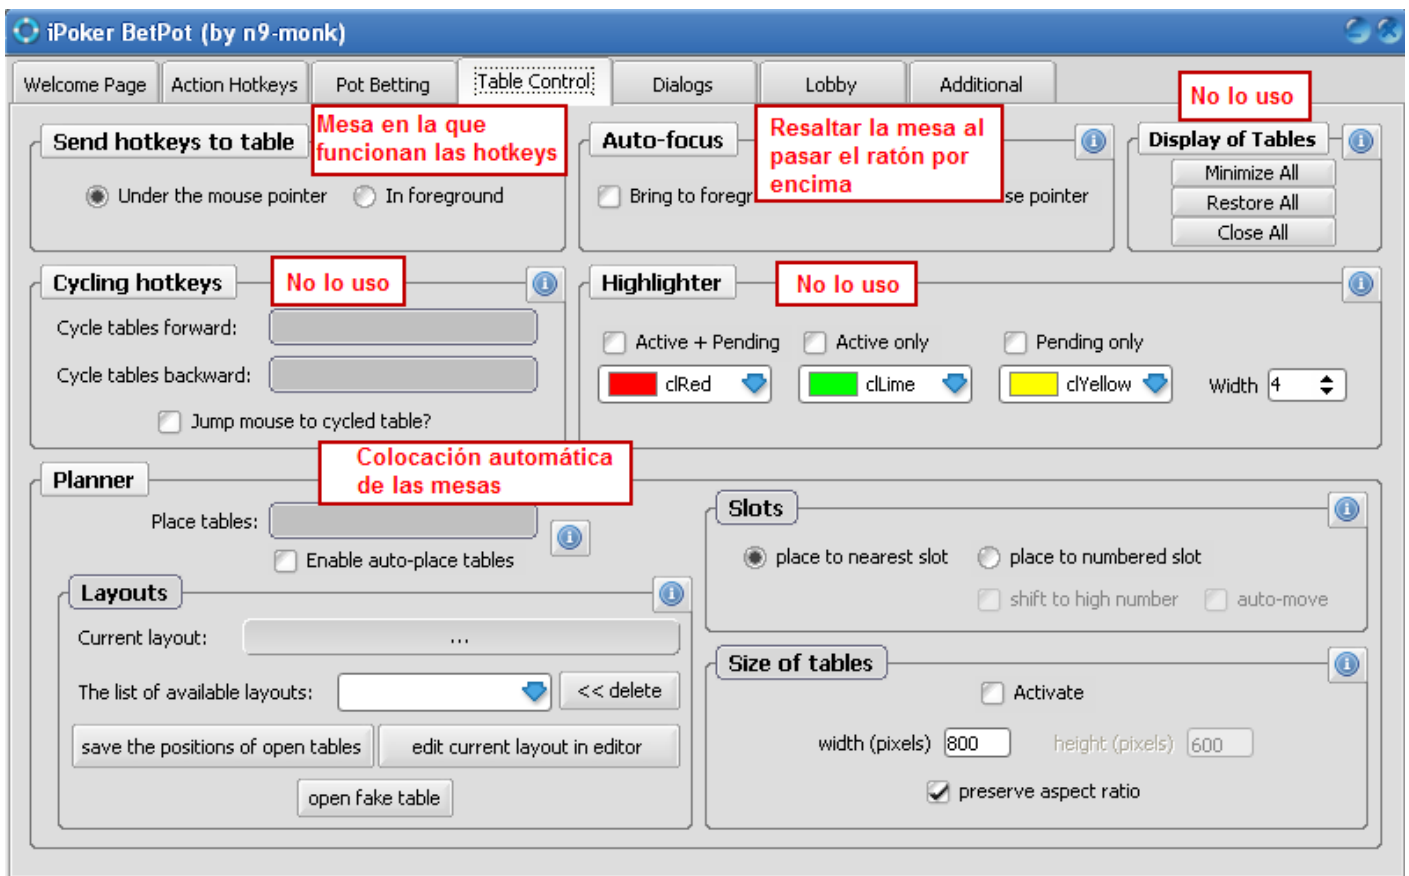 iPoker BetPot (by n9-monk)
Welcome Page
Action Hotkeys
Pot Betting
Table Control
Dialogs
Lobby
Additional
No lo uso
Send hotkeys to table
Mesa en la que
funcionan las hotkeys
Under the mouse pointer
In foreground
Auto-focus
Resaltar la mesa al
pasar el ratón por
encima
Bring to foregr
se pointer
Display of Tables
Minimize All
Restore All
Close All
Cycling hotkeys
No lo uso
Cycle tables forward:
Cycle tables backward:
Jump mouse to cycled table?
Highlighter
No lo uso
Active + Pending
Active only
Pending only
clRed
clLime
clYellow
Width 4
Planner
Colocación automática
de las mesas
Place tables:
Enable auto-place tables
Layouts
Current layout:
...
The list of available layouts:
<< delete
save the positions of open tables
edit current layout in editor
open fake table
Slots
place to nearest slot
place to numbered slot
shift to high number
auto-move
Size of tables
Activate
width (pixels) 800
height (pixels) 600
preserve aspect ratio